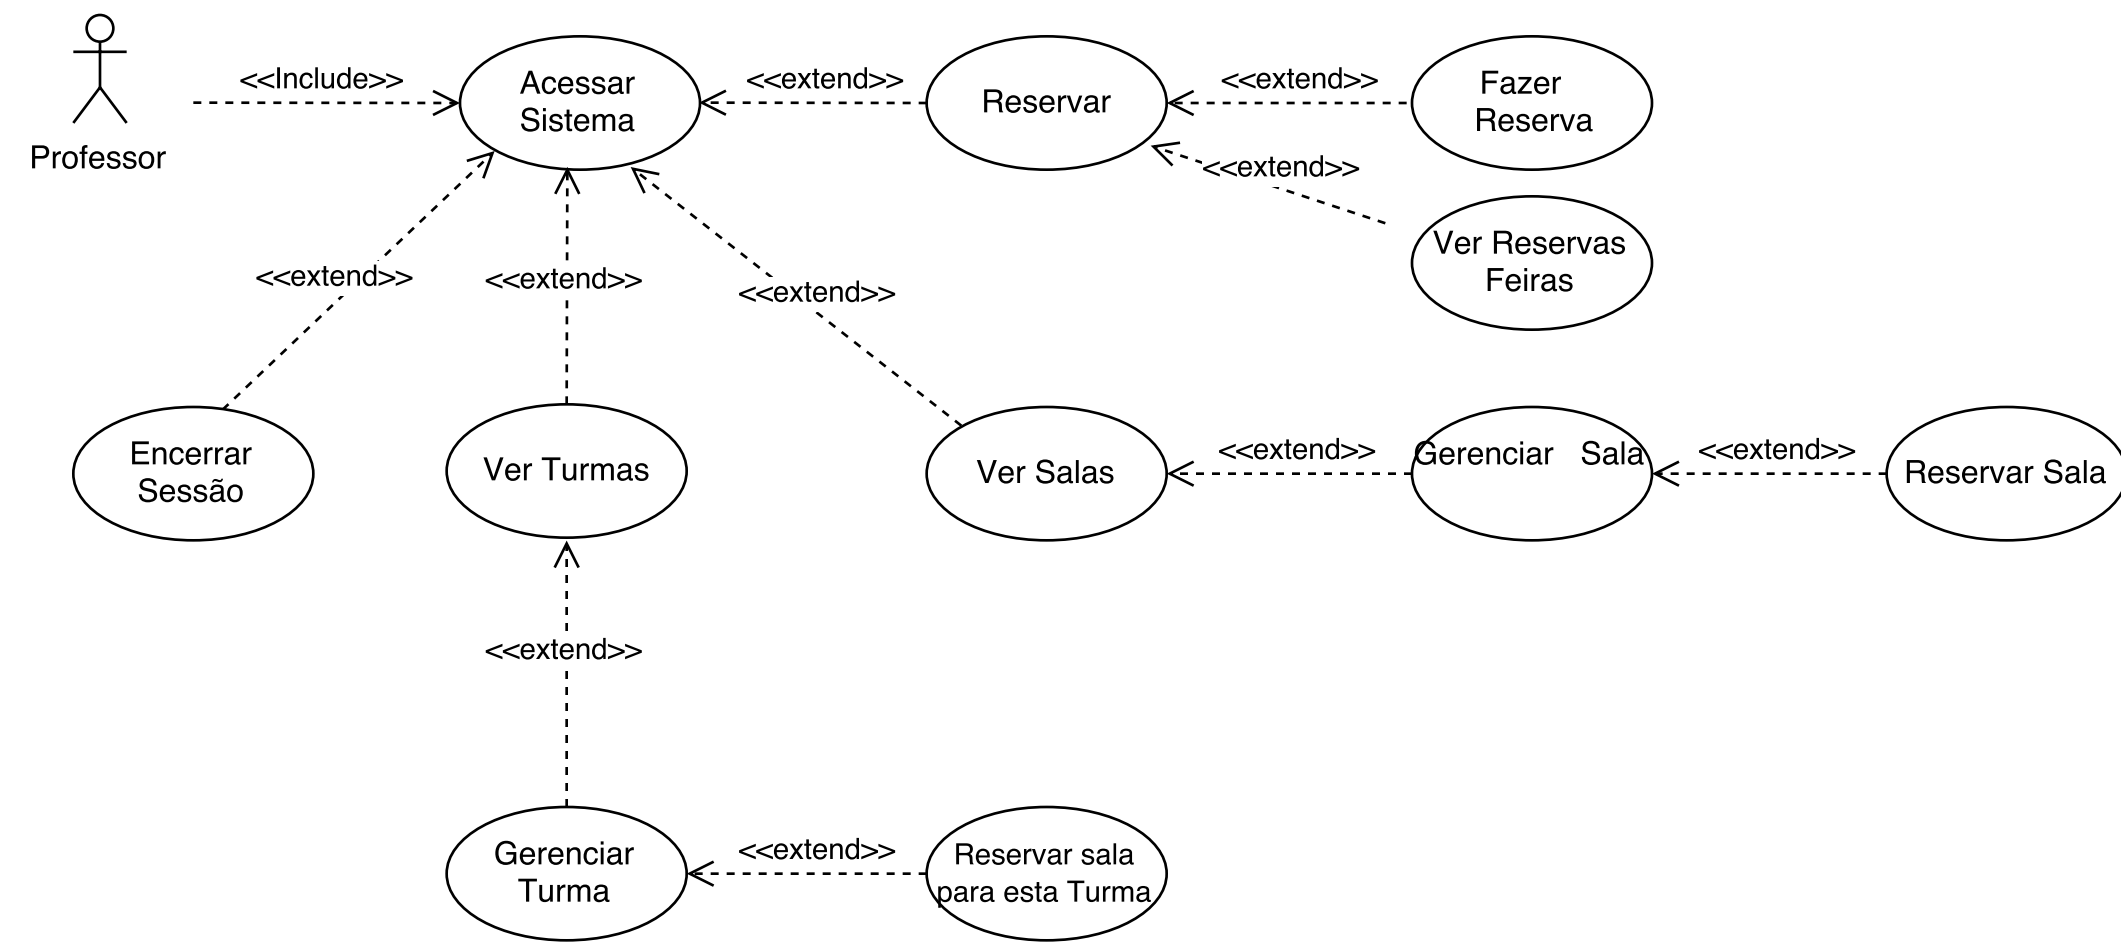 <<Include>>
Acessar
Sistema
<<extend>>
Reservar
<<extend>>
Fazer
Reserva
Professor
<<extend>>
Ver Reservas
Feiras
<<extend>>
<<extend>>
<<extend>>
Encerrar
Sessão
Ver Turmas
Ver Salas
<<extend>>
Gerenciar Sala
<<extend>>
Reservar Sala
<<extend>>
Gerenciar
Turma
<<extend>>
Reservar sala
para esta Turma